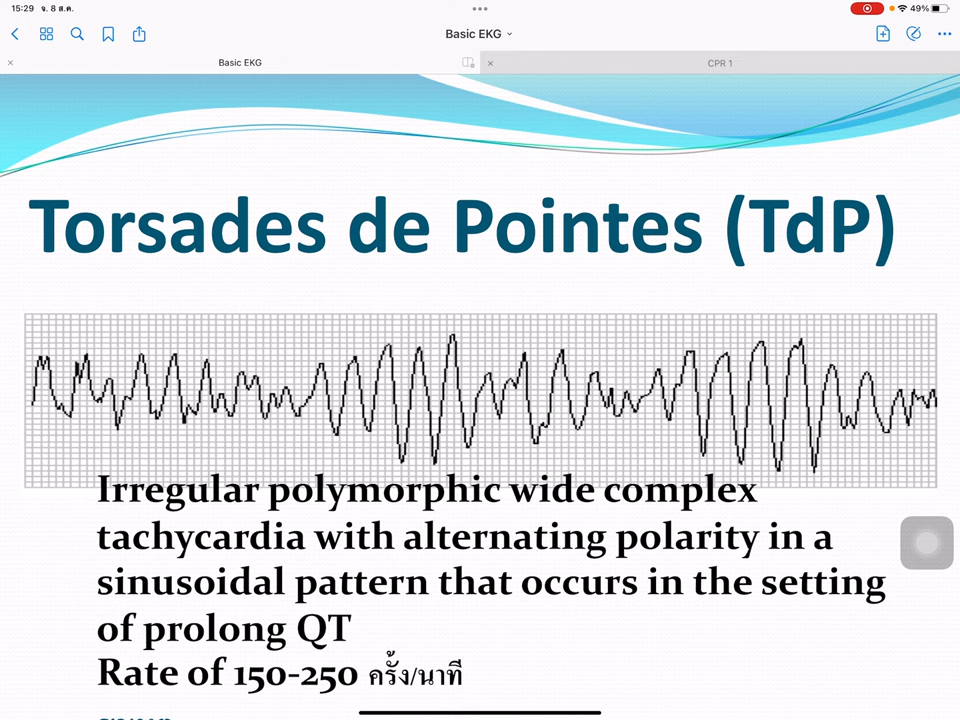 15:29 จ. 8 ส.ค.
49%
Basic EKG
Basic EKG
CPR 1
Torsades de Pointes (TdP)
Irregular polymorphic wide complex
tachycardia with alternating polarity in a
sinusoidal pattern that occurs in the setting
of prolong QT
Rate of 150-250 ครั้ง/นาที